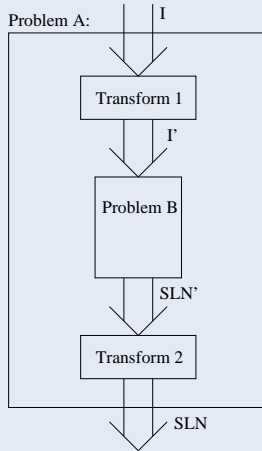 I
Problem A:
Transform 1
I’
Problem B
SLN’
Transform 2
SLN